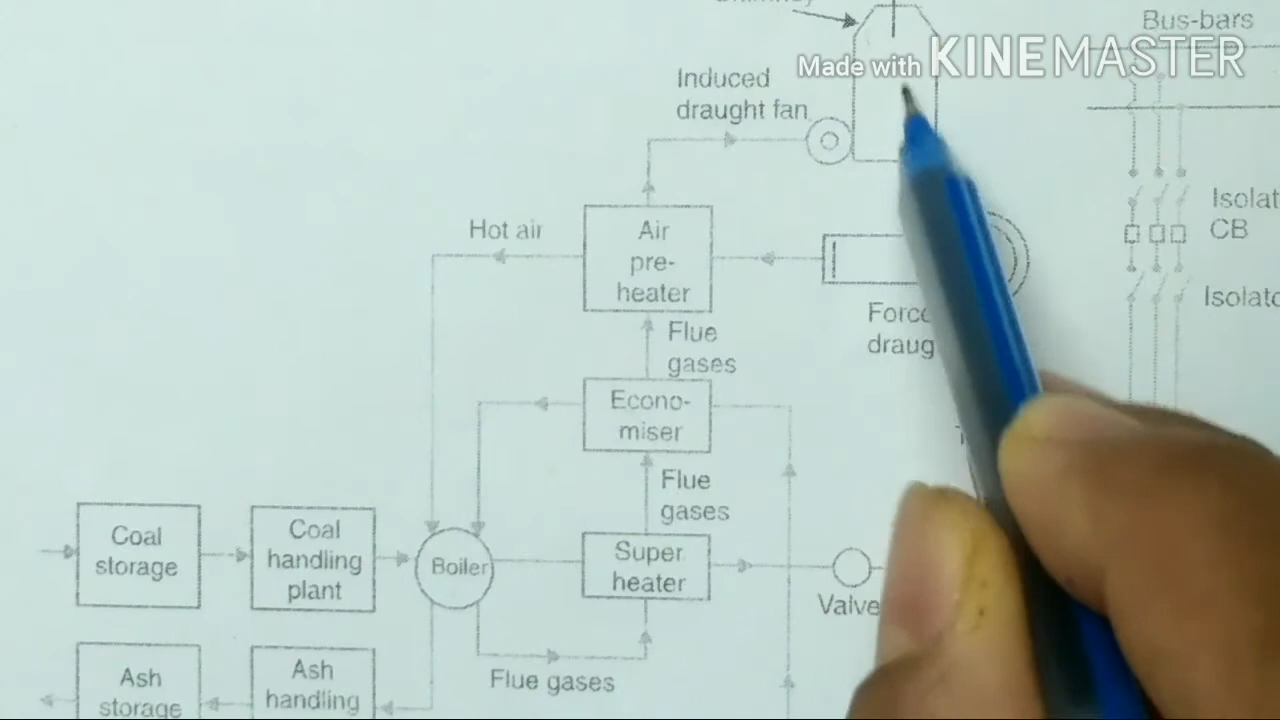 Bus-bars
Made with KINEMASTER
Induced
draught fan
Hot air
Air
pre-
heater
Isolat
CB
Isolato
Forc
draug
Flue
gases
Econo-
miser
Flue
gases
Coal
storage
Coal
handling
plant
Boiler
Super
heater
Valve
Flue gases
Ash
storage
Ash
handling